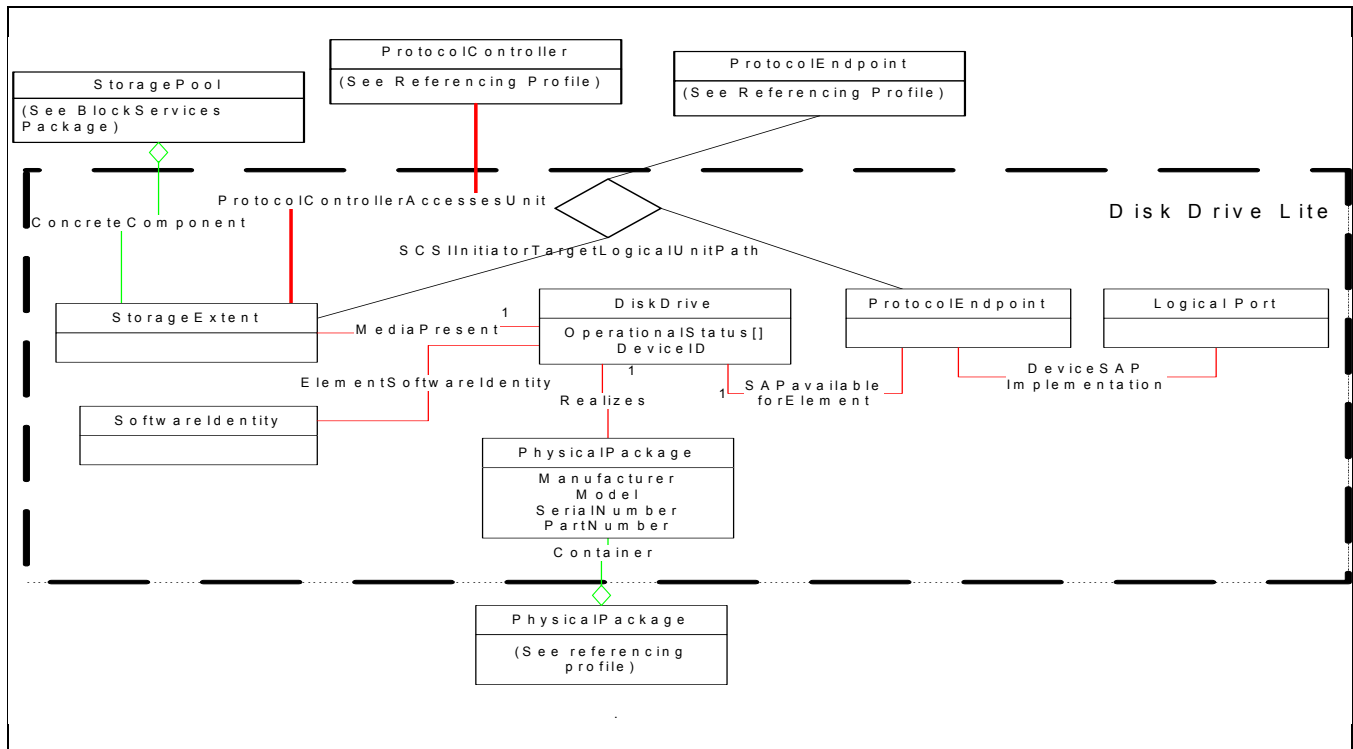 ProtocolController
(See Referencing Profile)
ProtocolEndpoint
(See Referencing Profile)
StoragePool
(See BlockServices
Package)
ProtocolControllerAccessesUnit
ConcreteComponent
Disk Drive Lite
SCSIInitiatorTargetLogicalUnitPath
StorageExtent
MediaPresent
1
DiskDrive
OperationalStatus[]
DeviceID
ProtocolEndpoint
LogicalPort
ElementSoftwareIdentity
1
Realizes
1
SAPavailable
forElement
DeviceSAP
Implementation
SoftwareIdentity
PhysicalPackage
Manufacturer
Model
SerialNumber
PartNumber
Container
PhysicalPackage
(See referencing
profile)
.